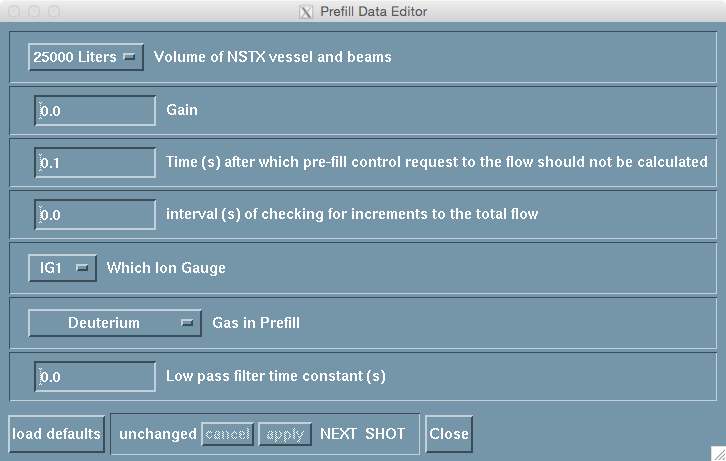 Prefill Data Editor
25000 Liters Volume of NSTX vessel and beams
0.0 Gain
0.1 Time (s) after which pre-fill control request to the flow should not be calculated
0.0 interval (s) of checking for increments to the total flow
IG1 Which Ion Gauge
Deuterium Gas in Prefill
0.0 Low pass filter time constant (s)
load defaults unchanged cancel apply NEXT SHOT Close